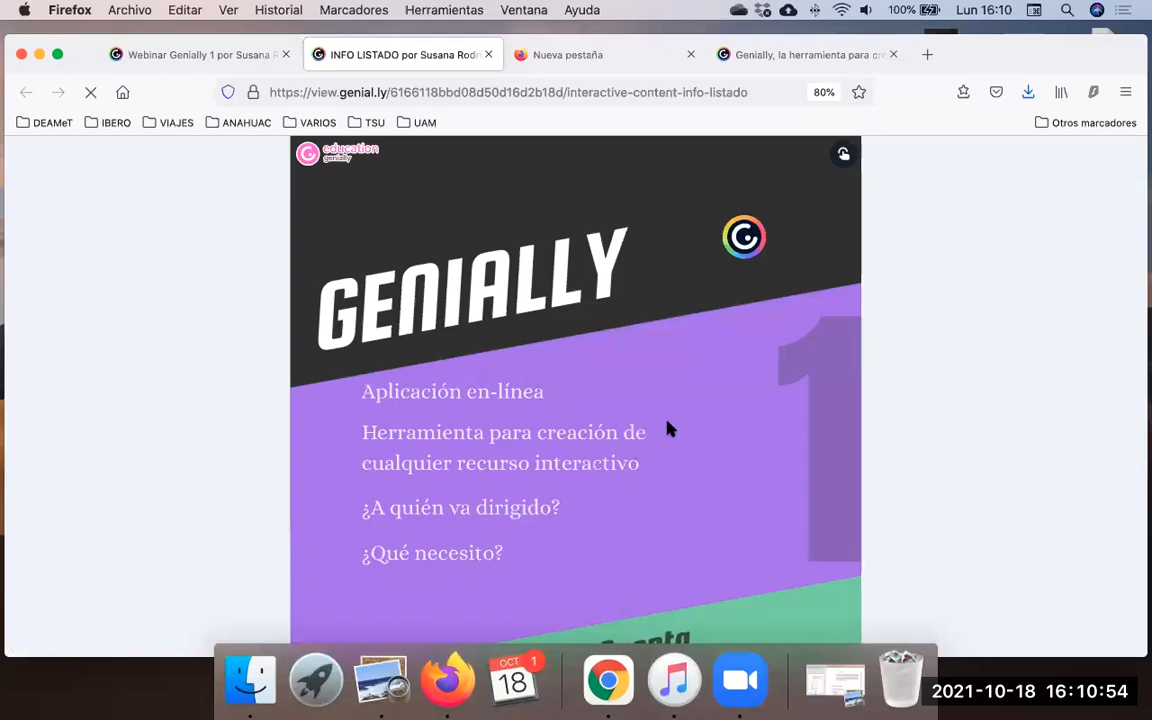 Firefox Archivo Editar Ver Historial Marcadores Herramientas Ventana Ayuda 100% Lun 16:10
Webinar Genially 1 por Susana R INFO LISTADO por Susana Rodr Nueva pestaña Genially, la herramienta para cr
https://view.genial.ly/6166118bbd08d50d16d2b18d/interactive-content-info-listado 80%
DEAMeT IBERO VIAJES ANAHUAC VARIOS TSU UAM Otros marcadores
education
genially
GENIALLY
1
Aplicación en-línea
Herramienta para creación de
cualquier recurso interactivo
¿A quién va dirigido?
¿Qué necesito?
OCT 1
18
2021-10-18 16:10:54